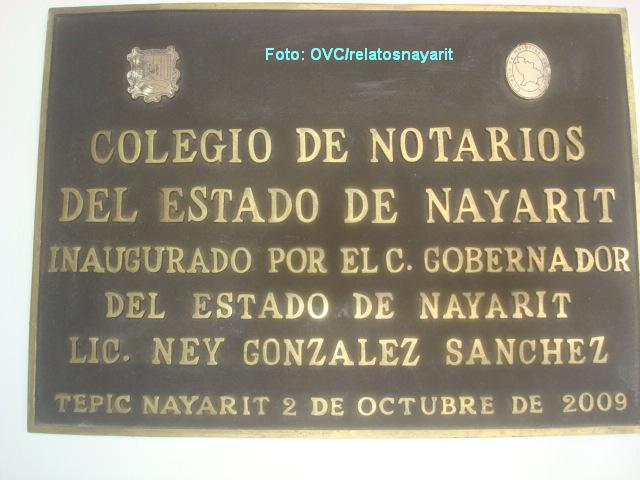 Foto: OVC/relatosnayarit
COLEGIO DE NOTARIOS
DEL ESTADO DE NAYARIT
INAUGURADO POR EL C. GOBERNADOR
DEL ESTADO DE NAYARIT
LIC. NEY GONZALEZ SANCHEZ
TEPIC NAYARIT 2 DE OCTUBRE DE 2009